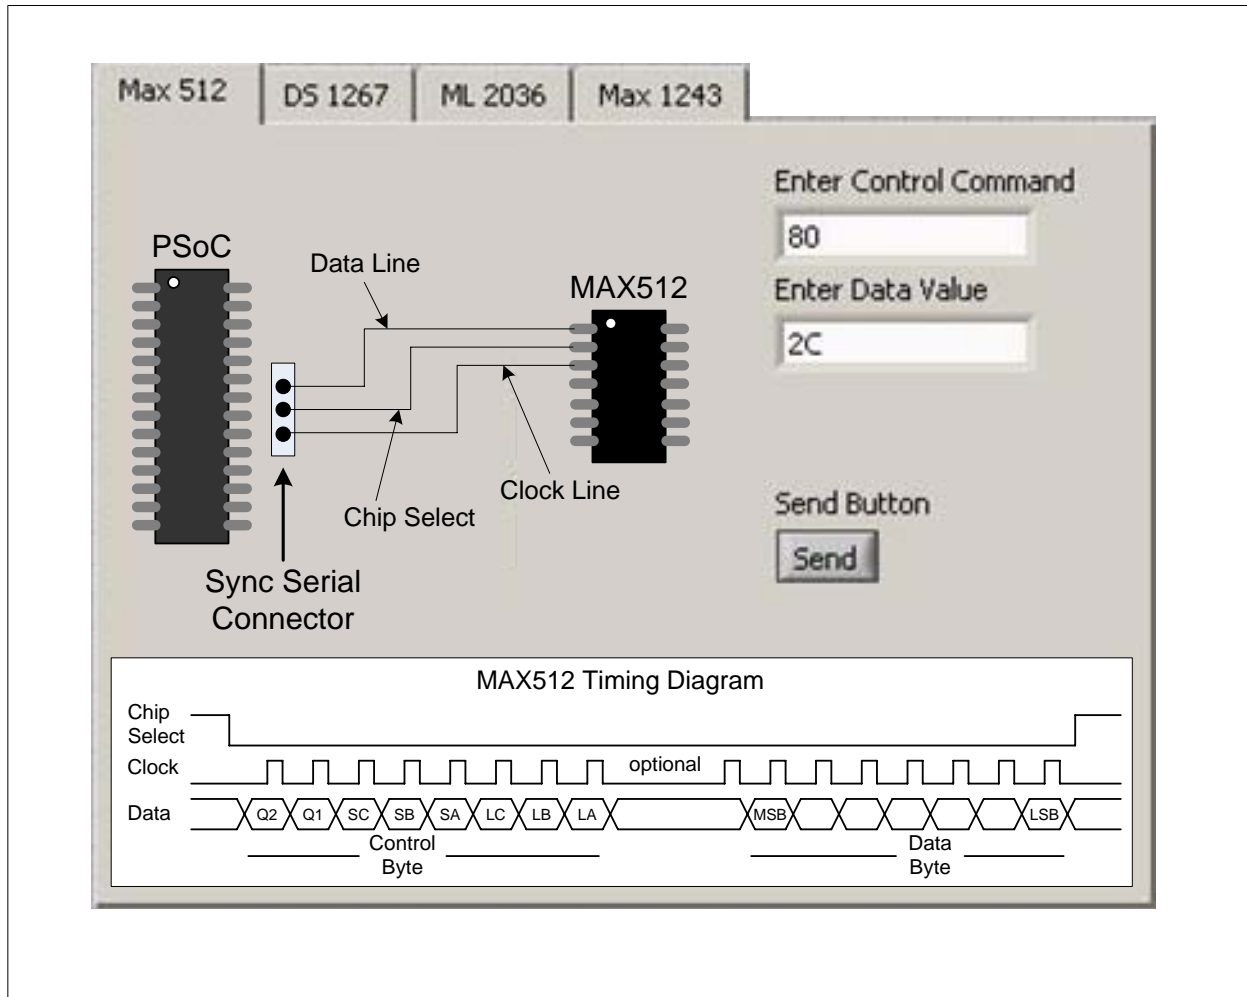 Max 512
DS 1267
ML 2036
Max 1243
Enter Control Command
80
Enter Data Value
2C
Send Button
Send
PSoC
Data Line
MAX512
Clock Line
Chip Select
Sync Serial
Connector
MAX512 Timing Diagram
Chip
Select
Clock
optional
Data
Q2 Q1 SC SB SA LC LB LA MSB LSB
Control
Byte
Data
Byte